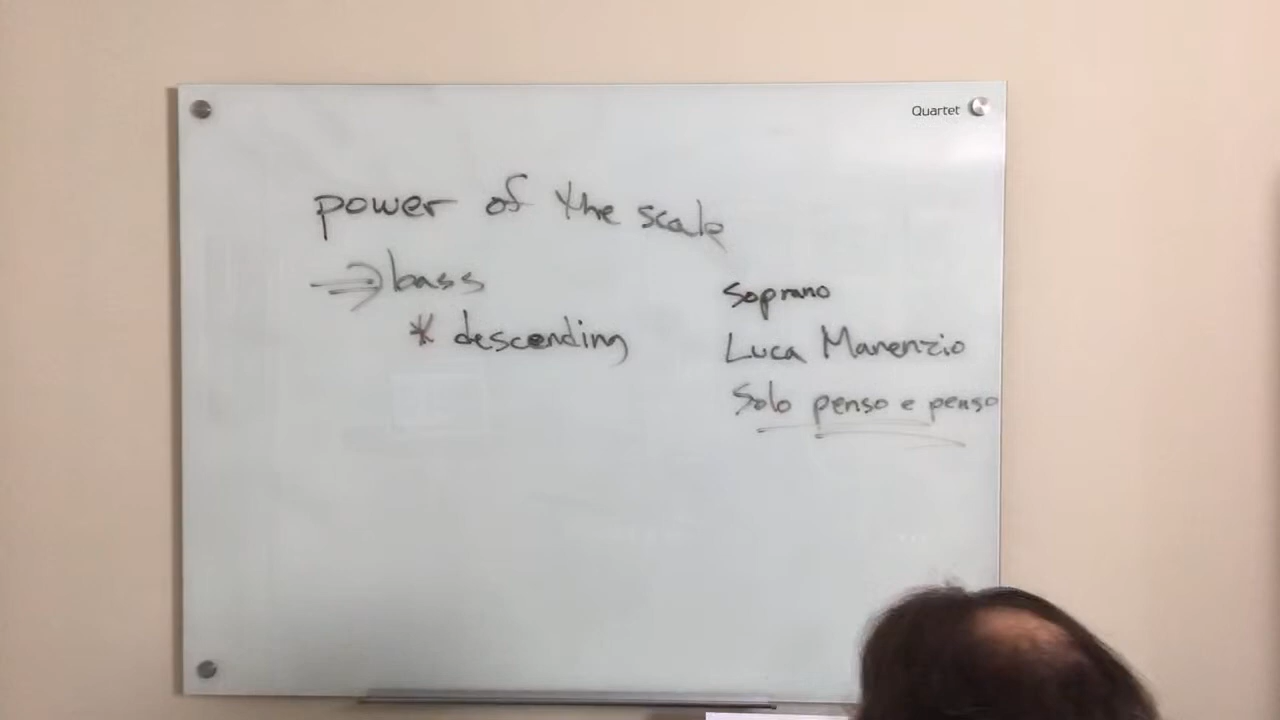 Quartet
power of the scale
⇒ bass
* descending
Soprano
Luca Marenzio
Solo penso e penso